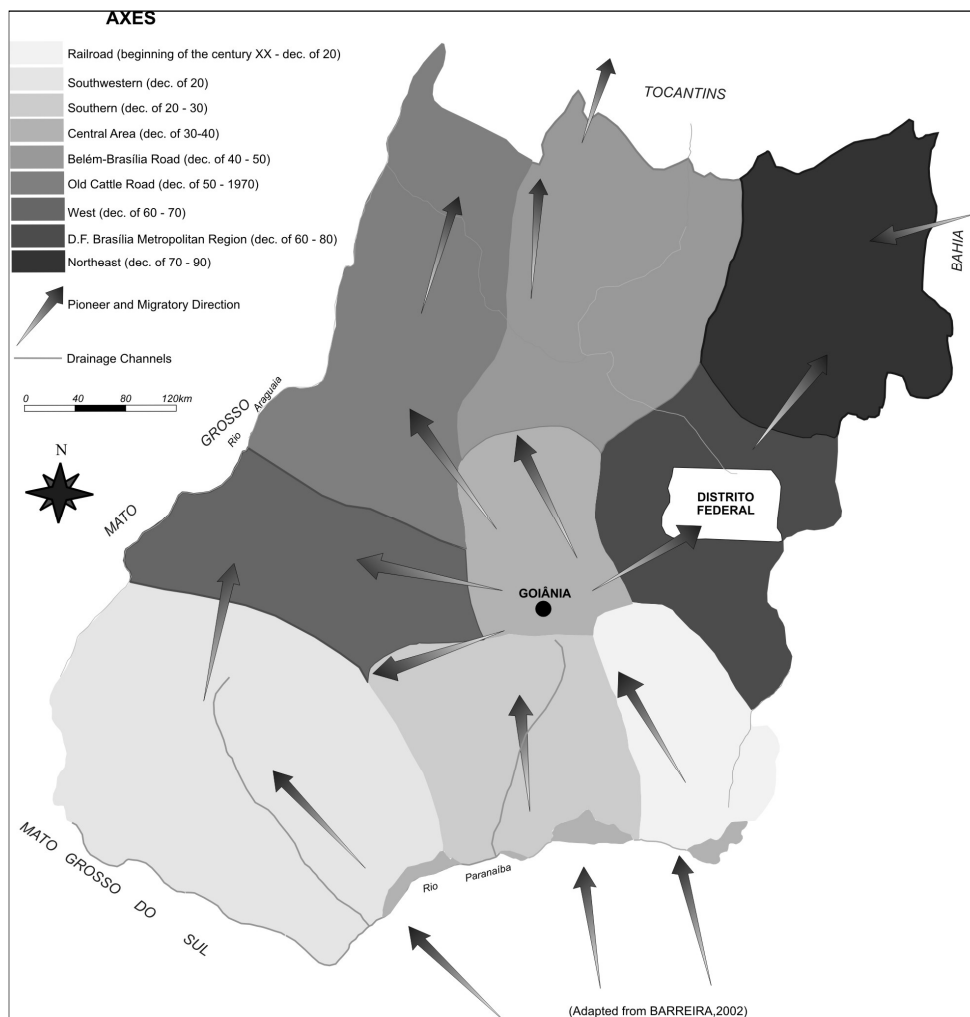 AXES
Railroad (beginning of the century XX - dec. of 20)
Southwestern (dec. of 20)
Southern (dec. of 20 - 30)
Central Area (dec. of 30-40)
Belém-Brasília Road (dec. of 40 - 50)
Old Cattle Road (dec. of 50 - 1970)
West (dec. of 60 - 70)
D.F. Brasília Metropolitan Region (dec. of 60 - 80)
Northeast (dec. of 70 - 90)
Pioneer and Migratory Direction
Drainage Channels
0 40 80 120km
N
TOCANTINS
BAHIA
MATO GROSSO
Rio Araguaia
DISTRITO
FEDERAL
GOIÂNIA
MATO GROSSO DO SUL
Rio Paranaíba
(Adapted from BARREIRA,2002)